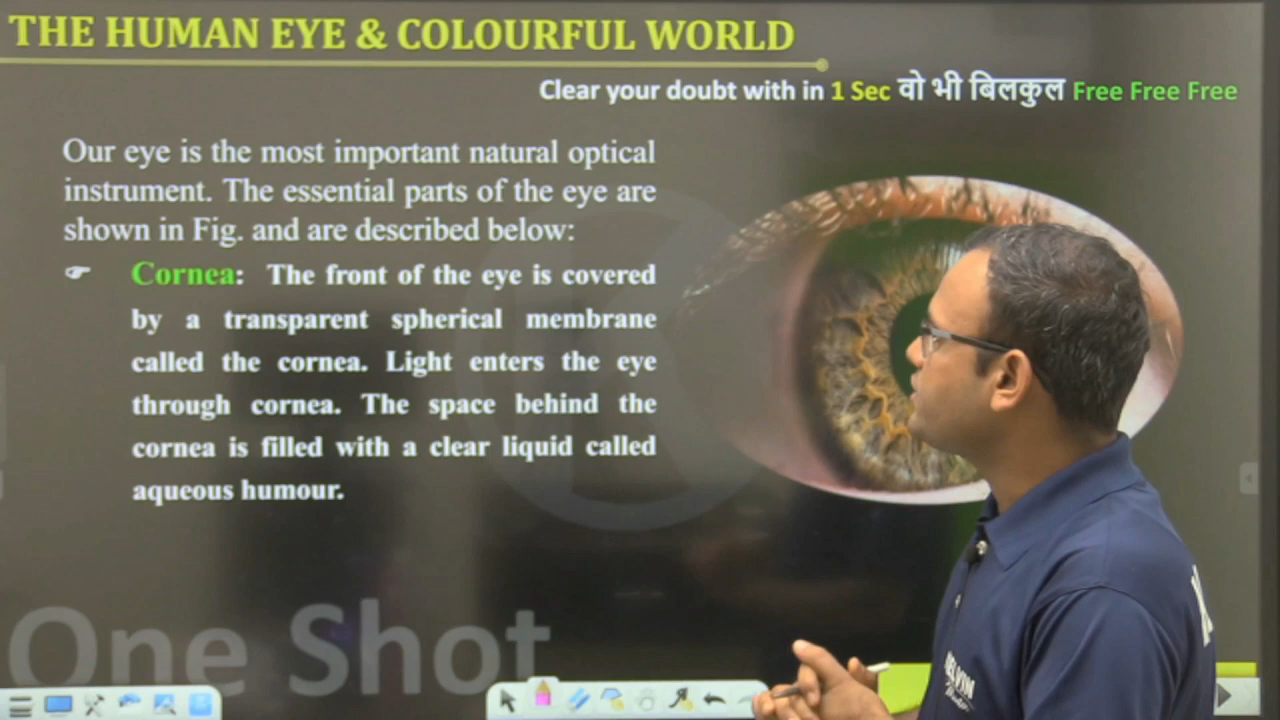 THE HUMAN EYE & COLOURFUL WORLD
Clear your doubt with in 1 Sec वो भी बिलकुल Free Free Free
Our eye is the most important natural optical
instrument. The essential parts of the eye are
shown in Fig. and are described below:
Cornea: The front of the eye is covered
by a transparent spherical membrane
called the cornea. Light enters the eye
through cornea. The space behind the
cornea is filled with a clear liquid called
aqueous humour.
One Shot